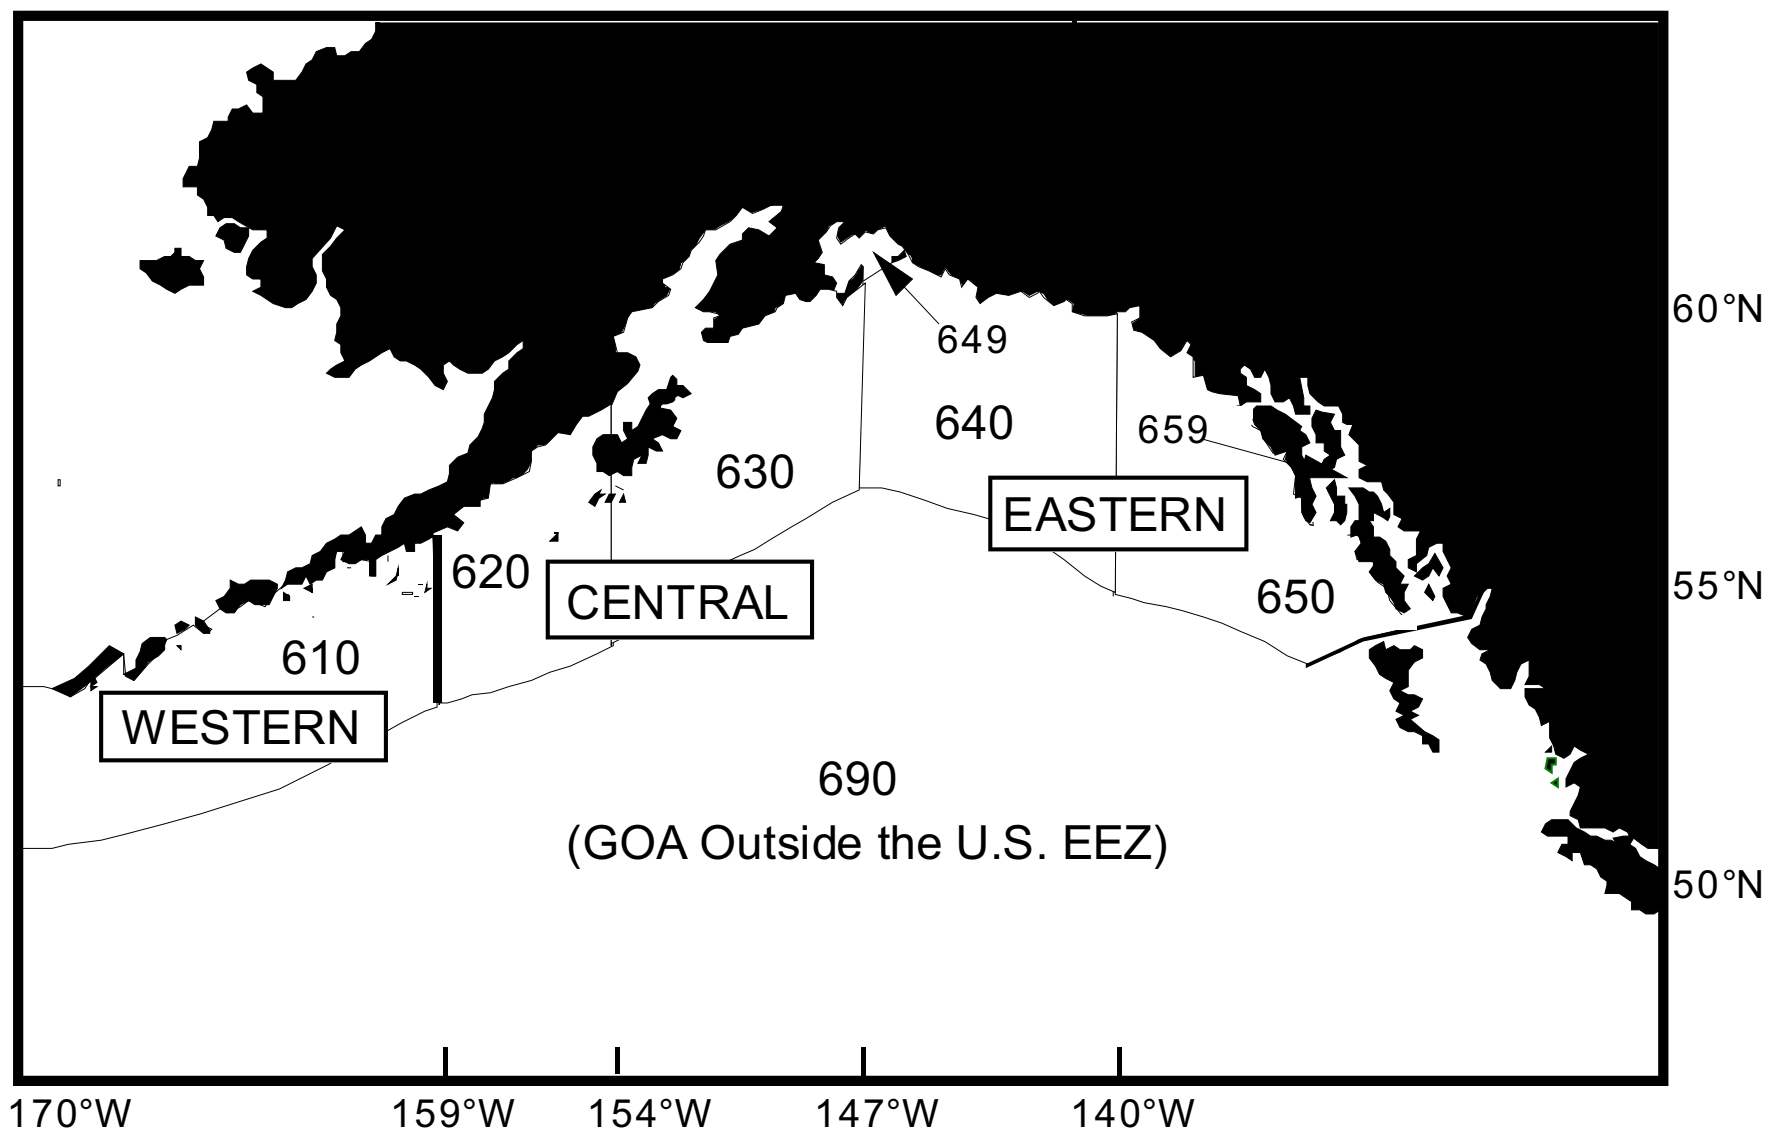 60°N
649
640
659
630
EASTERN
620
55°N
CENTRAL
650
610
WESTERN
690
(GOA Outside the U.S. EEZ)
50°N
170°W 159°W 154°W 147°W 140°W